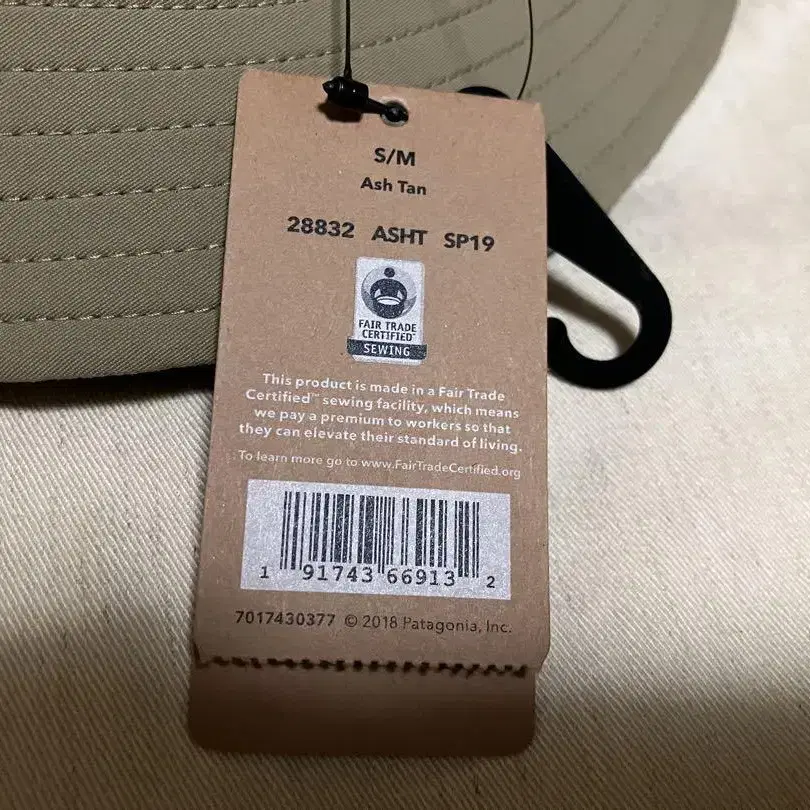 S/M
Ash Tan
28832 ASHT SP19
FAIR TRADE
CERTIFIED™
SEWING
This product is made in a Fair Trade
Certified™ sewing facility, which means
we pay a premium to workers so that
they can elevate their standard of living.
To learn more go to www.FairTradeCertified.org
1 91743 66913 2
7017430377 © 2018 Patagonia, Inc.